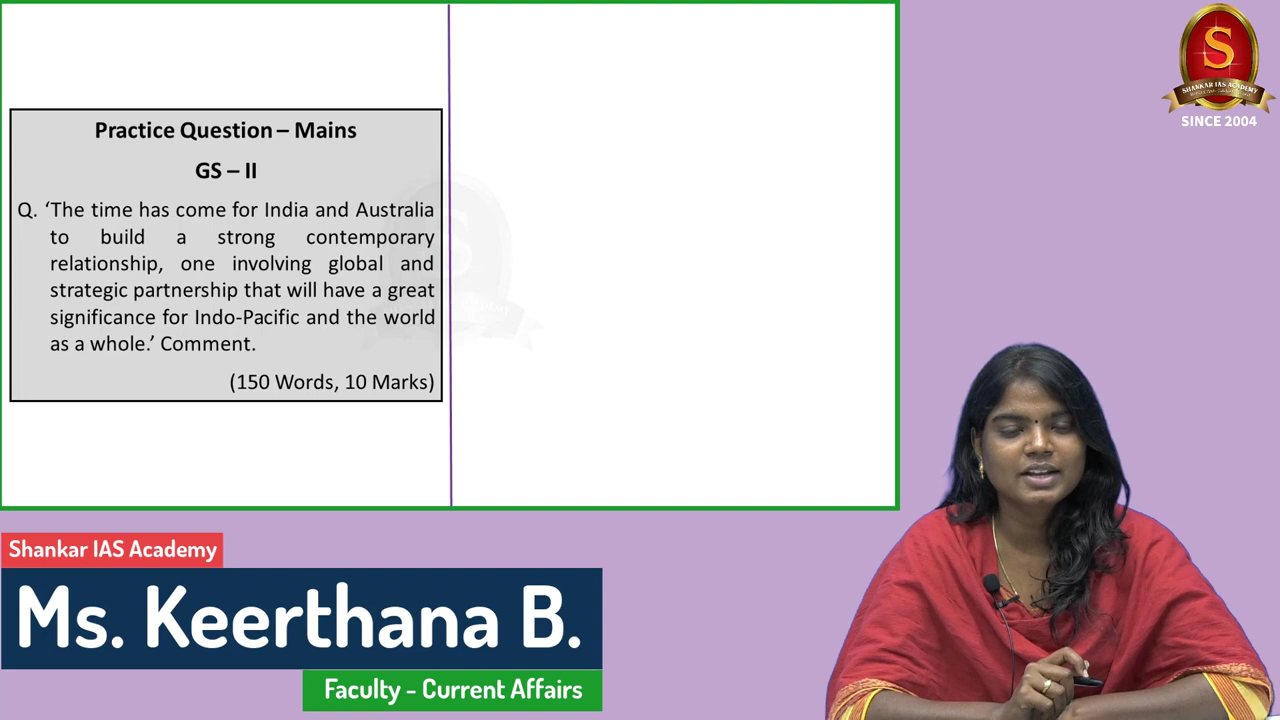 Practice Question – Mains
GS – II
Q. ‘The time has come for India and Australia
to build a strong contemporary
relationship, one involving global and
strategic partnership that will have a great
significance for Indo-Pacific and the world
as a whole.’ Comment.
(150 Words, 10 Marks)
S
SHANKAR IAS ACADEMY
SINCE 2004
Shankar IAS Academy
Ms. Keerthana B.
Faculty - Current Affairs